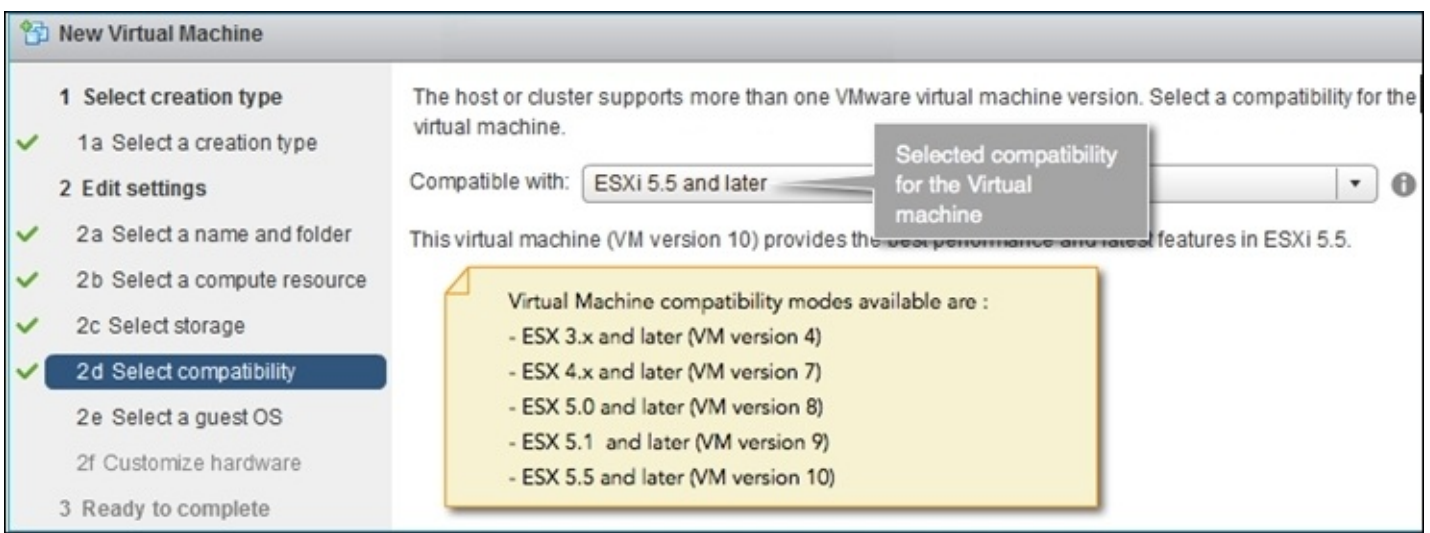 New Virtual Machine
1 Select creation type
1a Select a creation type
2 Edit settings
2a Select a name and folder
2b Select a compute resource
2c Select storage
2d Select compatibility
2e Select a guest OS
2f Customize hardware
3 Ready to complete
The host or cluster supports more than one VMware virtual machine version. Select a compatibility for the
virtual machine.
Compatible with: ESXi 5.5 and later
Selected compatibility
for the Virtual
machine
This virtual machine (VM version 10) provides the best performance and latest features in ESXi 5.5.
Virtual Machine compatibility modes available are :
- ESX 3.x and later (VM version 4)
- ESX 4.x and later (VM version 7)
- ESX 5.0 and later (VM version 8)
- ESX 5.1 and later (VM version 9)
- ESX 5.5 and later (VM version 10)